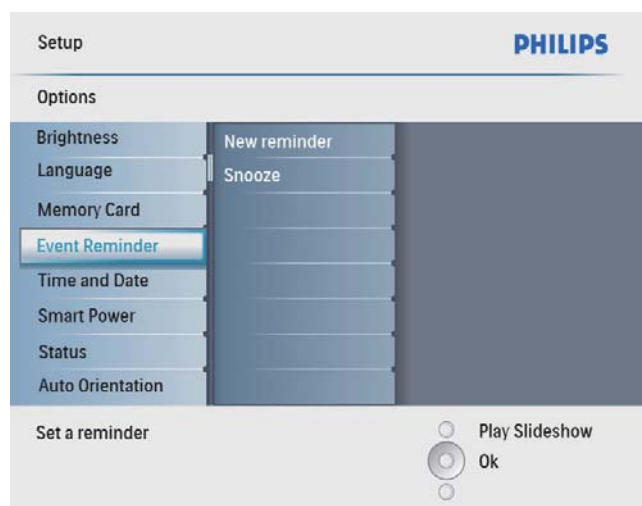 Setup
PHILIPS
Options
Brightness
New reminder
Language
Snooze
Memory Card
Event Reminder
Time and Date
Smart Power
Status
Auto Orientation
Set a reminder
Play Slideshow
Ok